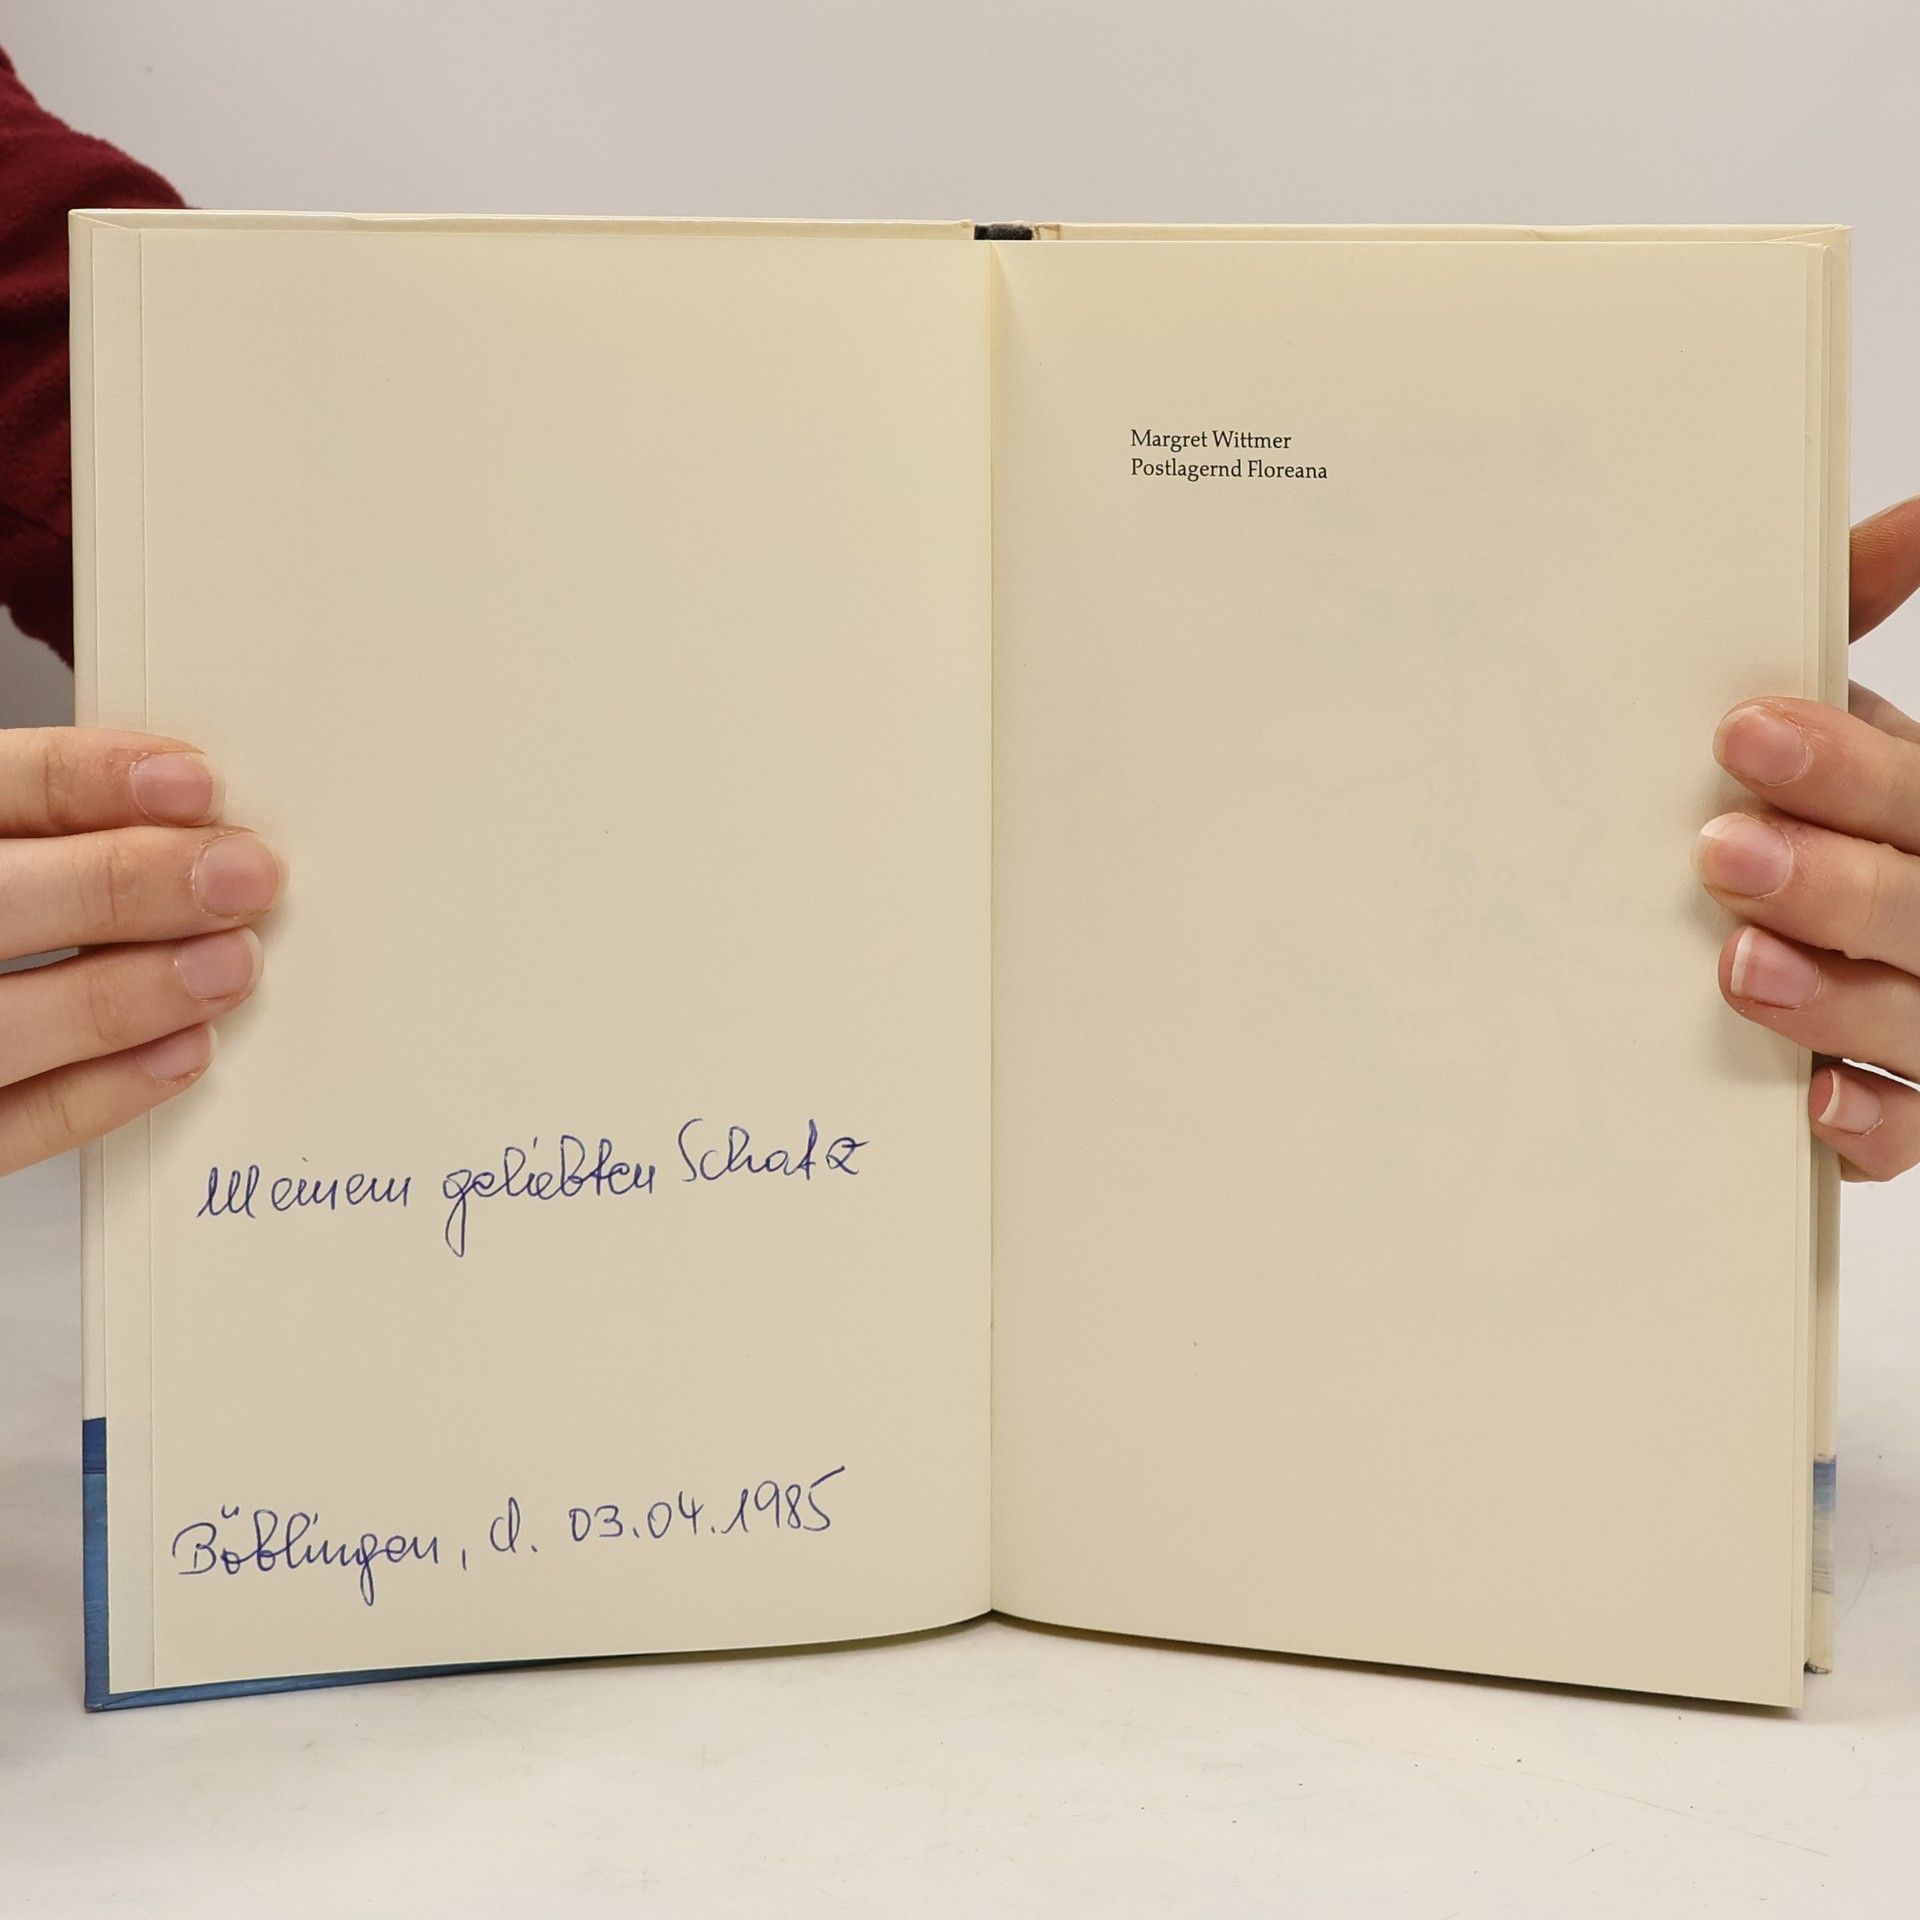 Meinem geliebten Schatz
Böblingen, d. 03.04.1985
Margret Wittmer
Postlagernd Floreana